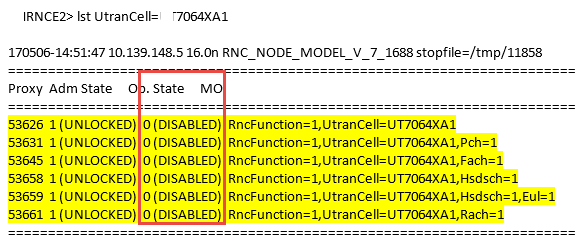 IRNCE2> lst UtranCell=UT7064XA1
170506-14:51:47 10.139.148.5 16.0n RNC_NODE_MODEL_V_7_1688 stopfile=/tmp/11858
===================================================================
Proxy Adm State Op. State MO
===================================================================
53626 1 (UNLOCKED) 0 (DISABLED) RncFunction=1,UtranCell=UT7064XA1
53631 1 (UNLOCKED) 0 (DISABLED) RncFunction=1,UtranCell=UT7064XA1,Pch=1
53645 1 (UNLOCKED) 0 (DISABLED) RncFunction=1,UtranCell=UT7064XA1,Fach=1
53658 1 (UNLOCKED) 0 (DISABLED) RncFunction=1,UtranCell=UT7064XA1,Hsdsch=1
53659 1 (UNLOCKED) 0 (DISABLED) RncFunction=1,UtranCell=UT7064XA1,Hsdsch=1,Eul=1
53661 1 (UNLOCKED) 0 (DISABLED) RncFunction=1,UtranCell=UT7064XA1,Rach=1
===================================================================